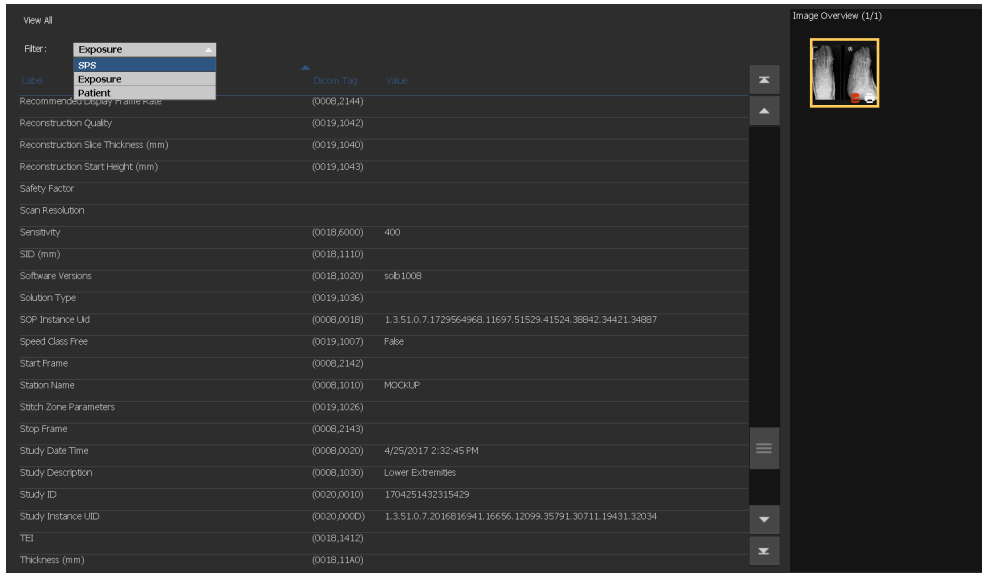 View All
Image Overview (1/1)
Filter: Exposure
SPS
Exposure
Patient
Label Dicom Tag Value
Recommended Display Frame Rate (0008,2144)
Reconstruction Quality (0019,1042)
Reconstruction Slice Thickness (mm) (0019,1040)
Reconstruction Start Height (mm) (0019,1043)
Safety Factor
Scan Resolution
Sensitivity (0018,6000) 400
SID (mm) (0018,1110)
Software Versions (0018,1020) solb1008
Solution Type (0019,1036)
SOP Instance Uid (0008,0018) 1.3.51.0.7.1729564968.11697.51529.41524.38842.34421.34887
Speed Class Free (0019,1007) False
Start Frame (0008,2142)
Station Name (0008,1010) MOCKUP
Stitch Zone Parameters (0019,1026)
Stop Frame (0008,2143)
Study Date Time (0008,0020) 4/25/2017 2:32:45 PM
Study Description (0008,1030) Lower Extremities
Study ID (0020,0010) 1704251432315429
Study Instance UID (0020,000D) 1.3.51.0.7.2016816941.16656.12099.35791.30711.19431.32034
TEI (0018,1412)
Thickness (mm) (0018,11A0)